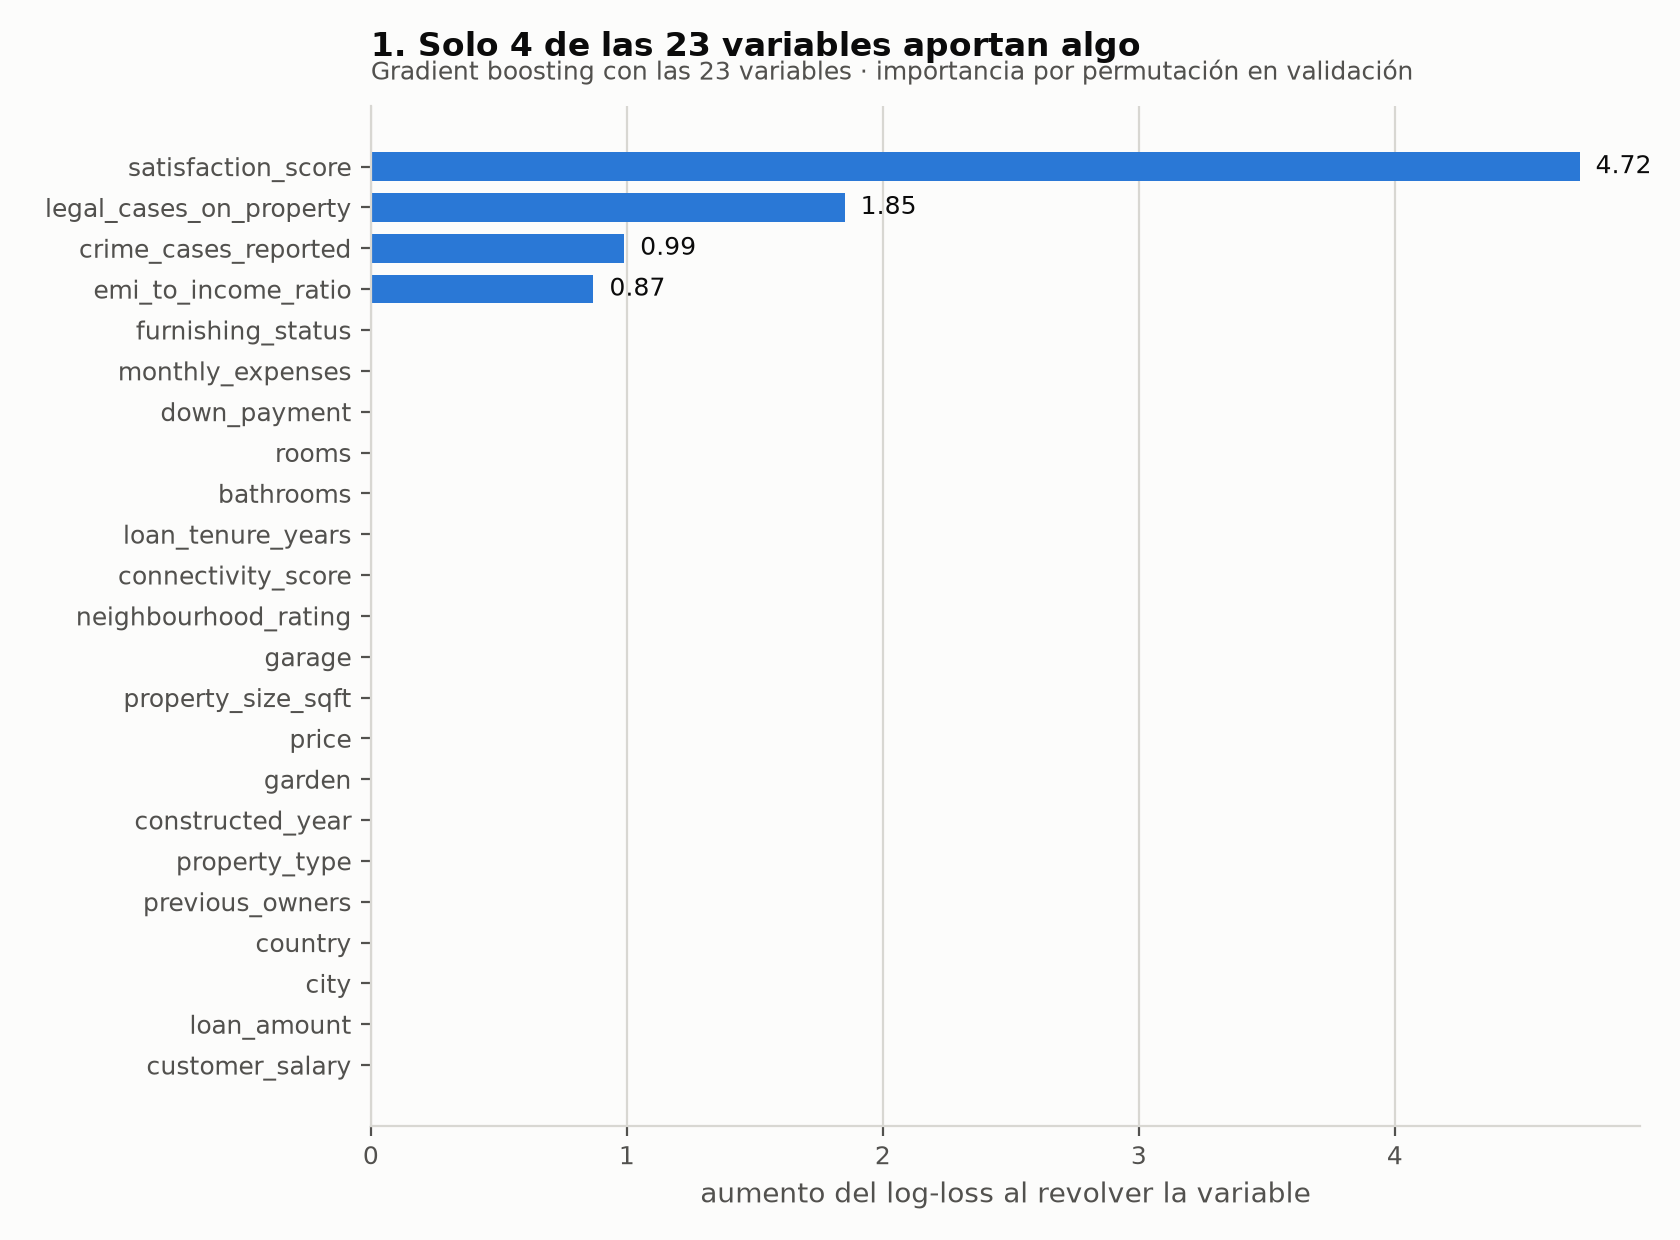 1. Solo 4 de las 23 variables aportan algo
Gradient boosting con las 23 variables · importancia por permutación en validación
satisfaction_score 4.72
legal_cases_on_property 1.85
crime_cases_reported 0.99
emi_to_income_ratio 0.87
furnishing_status
monthly_expenses
down_payment
rooms
bathrooms
loan_tenure_years
connectivity_score
neighbourhood_rating
garage
property_size_sqft
price
garden
constructed_year
property_type
previous_owners
country
city
loan_amount
customer_salary
0 1 2 3 4
aumento del log-loss al revolver la variable